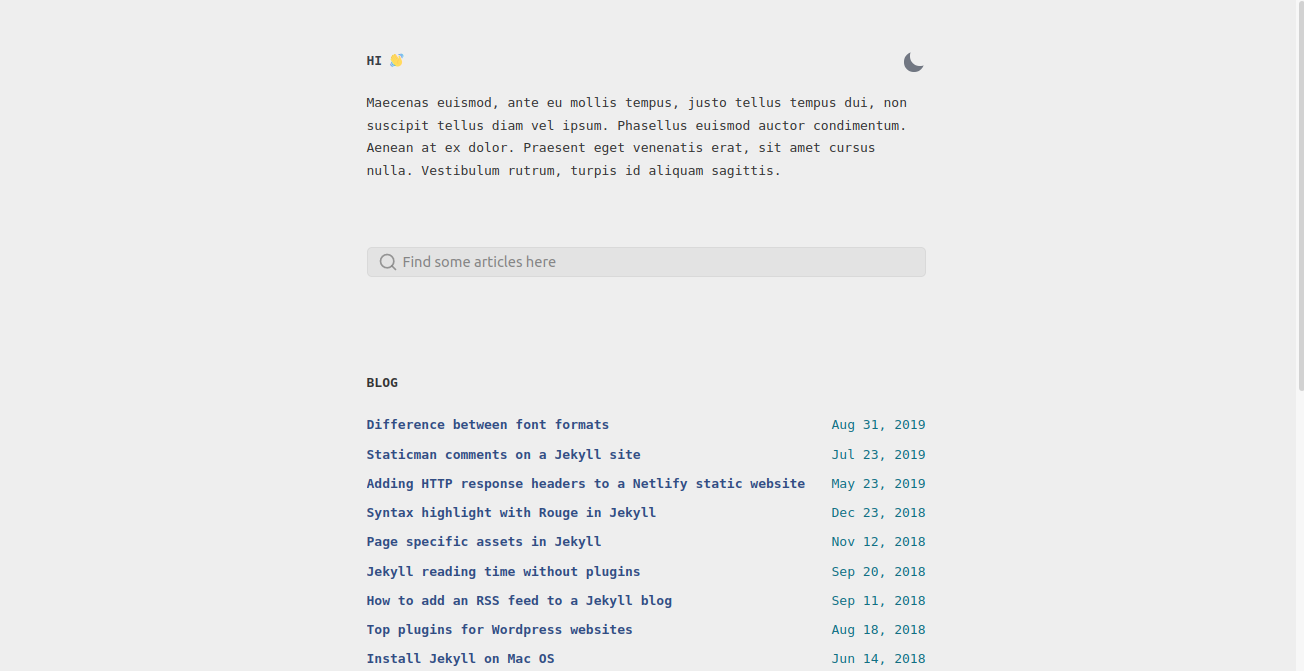 HI 👋
Maecenas euismod, ante eu mollis tempus, justo tellus tempus dui, non
suscipit tellus diam vel ipsum. Phasellus euismod auctor condimentum.
Aenean at ex dolor. Praesent eget venenatis erat, sit amet cursus
nulla. Vestibulum rutrum, turpis id aliquam sagittis.
Find some articles here
BLOG
Difference between font formats Aug 31, 2019
Staticman comments on a Jekyll site Jul 23, 2019
Adding HTTP response headers to a Netlify static website May 23, 2019
Syntax highlight with Rouge in Jekyll Dec 23, 2018
Page specific assets in Jekyll Nov 12, 2018
Jekyll reading time without plugins Sep 20, 2018
How to add an RSS feed to a Jekyll blog Sep 11, 2018
Top plugins for Wordpress websites Aug 18, 2018
Install Jekyll on Mac OS Jun 14, 2018